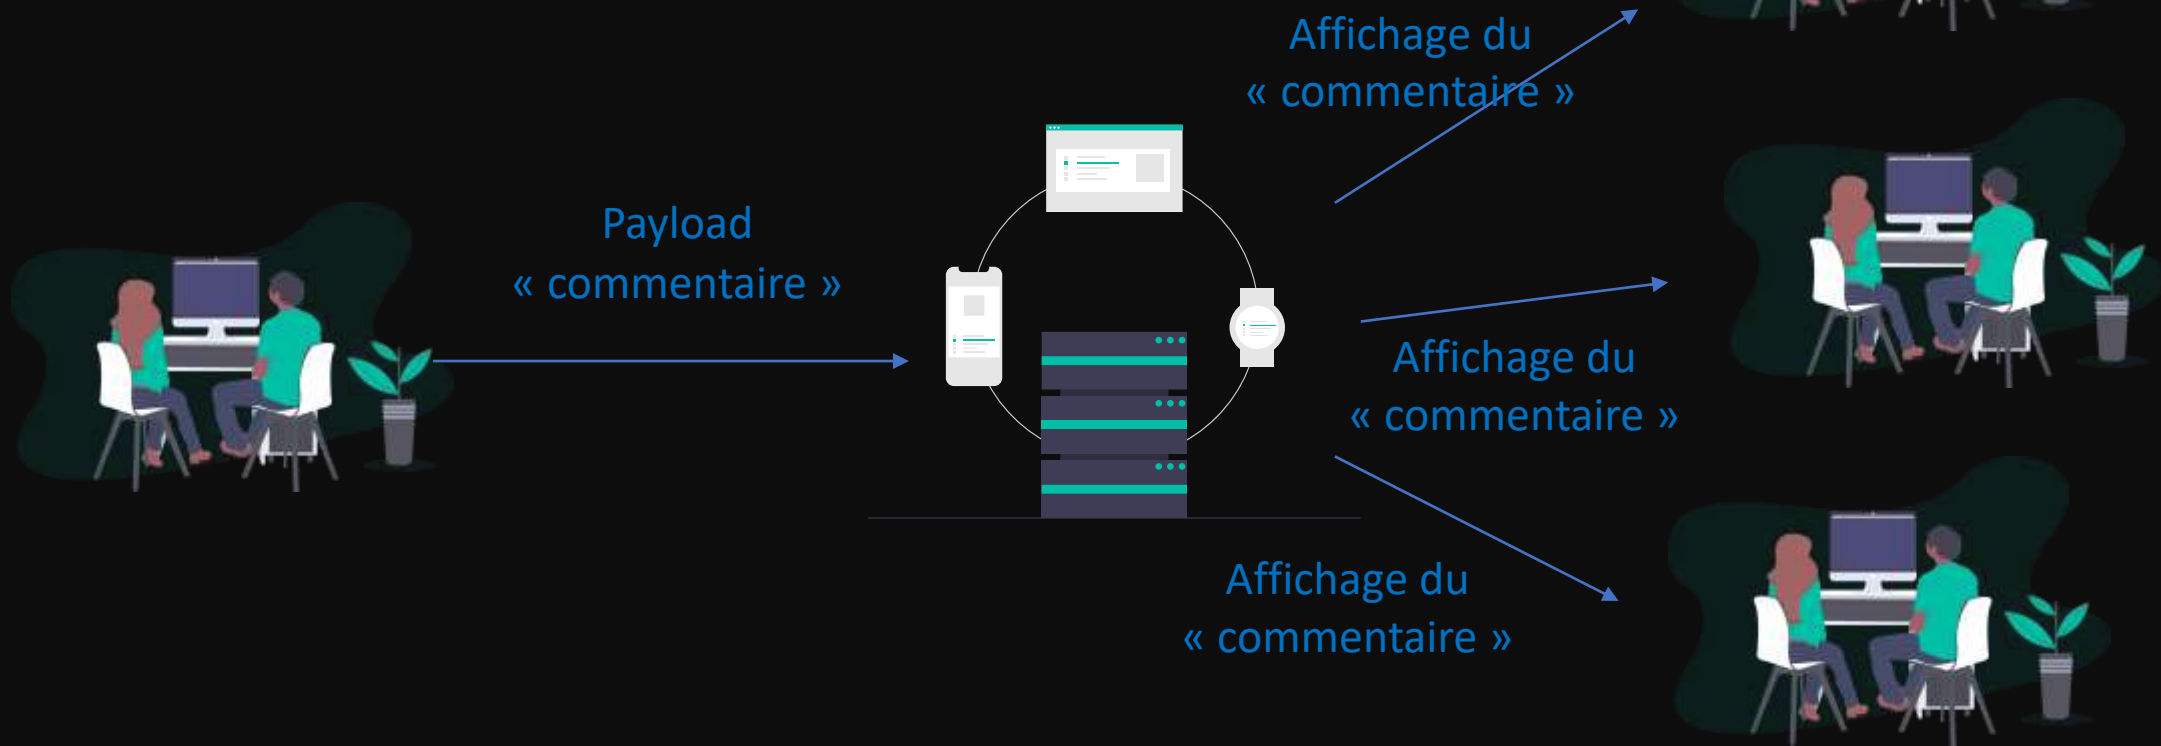 Affichage du
« commentaire »
Payload
« commentaire »
Affichage du
« commentaire »
Affichage du
« commentaire »